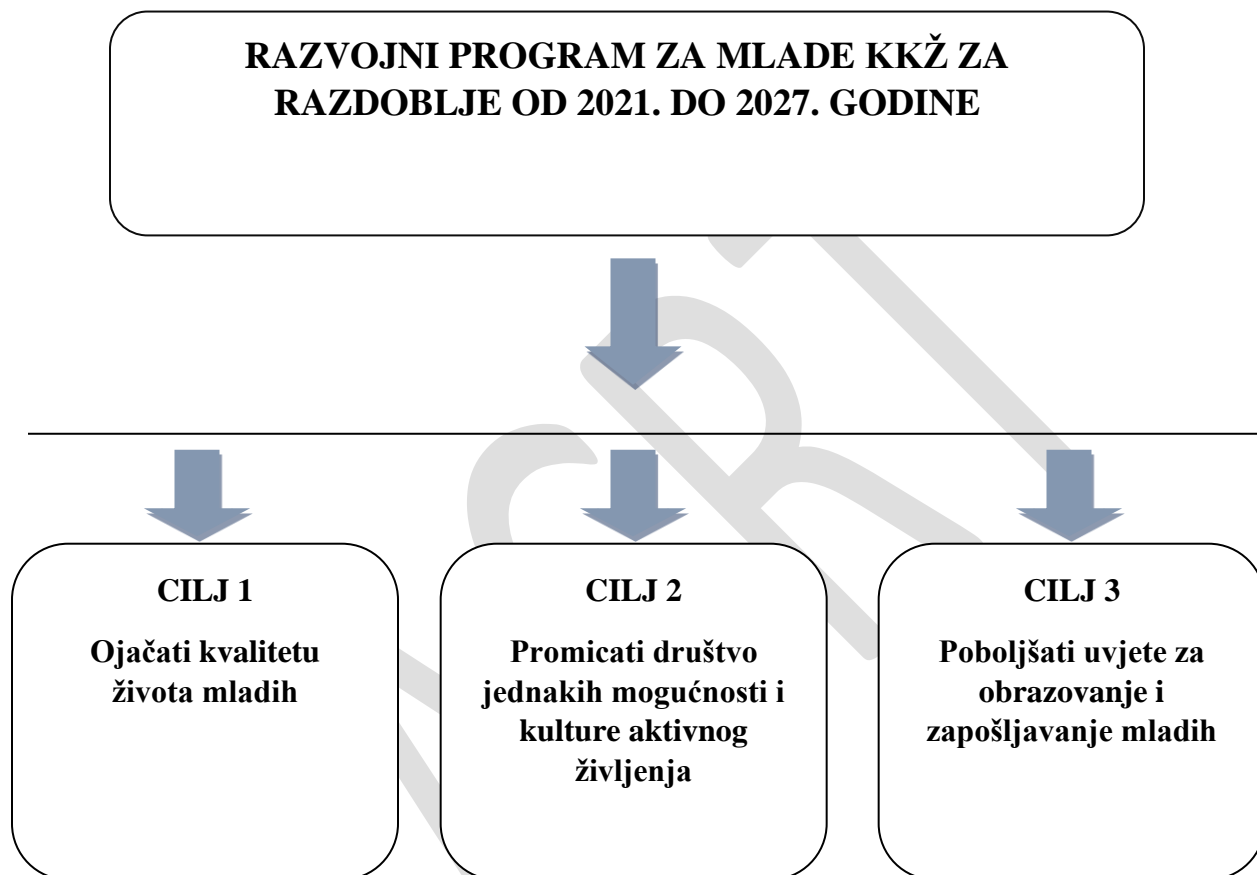 RAZVOJNI PROGRAM ZA MLADE KKŽ ZA
RAZDOBLJE OD 2021. DO 2027. GODINE
CILJ 1
Ojačati kvalitetu
života mladih
CILJ 2
Promicati društvo
jednakih mogućnosti i
kulture aktivnog
življenja
CILJ 3
Poboljšati uvjete za
obrazovanje i
zapošljavanje mladih